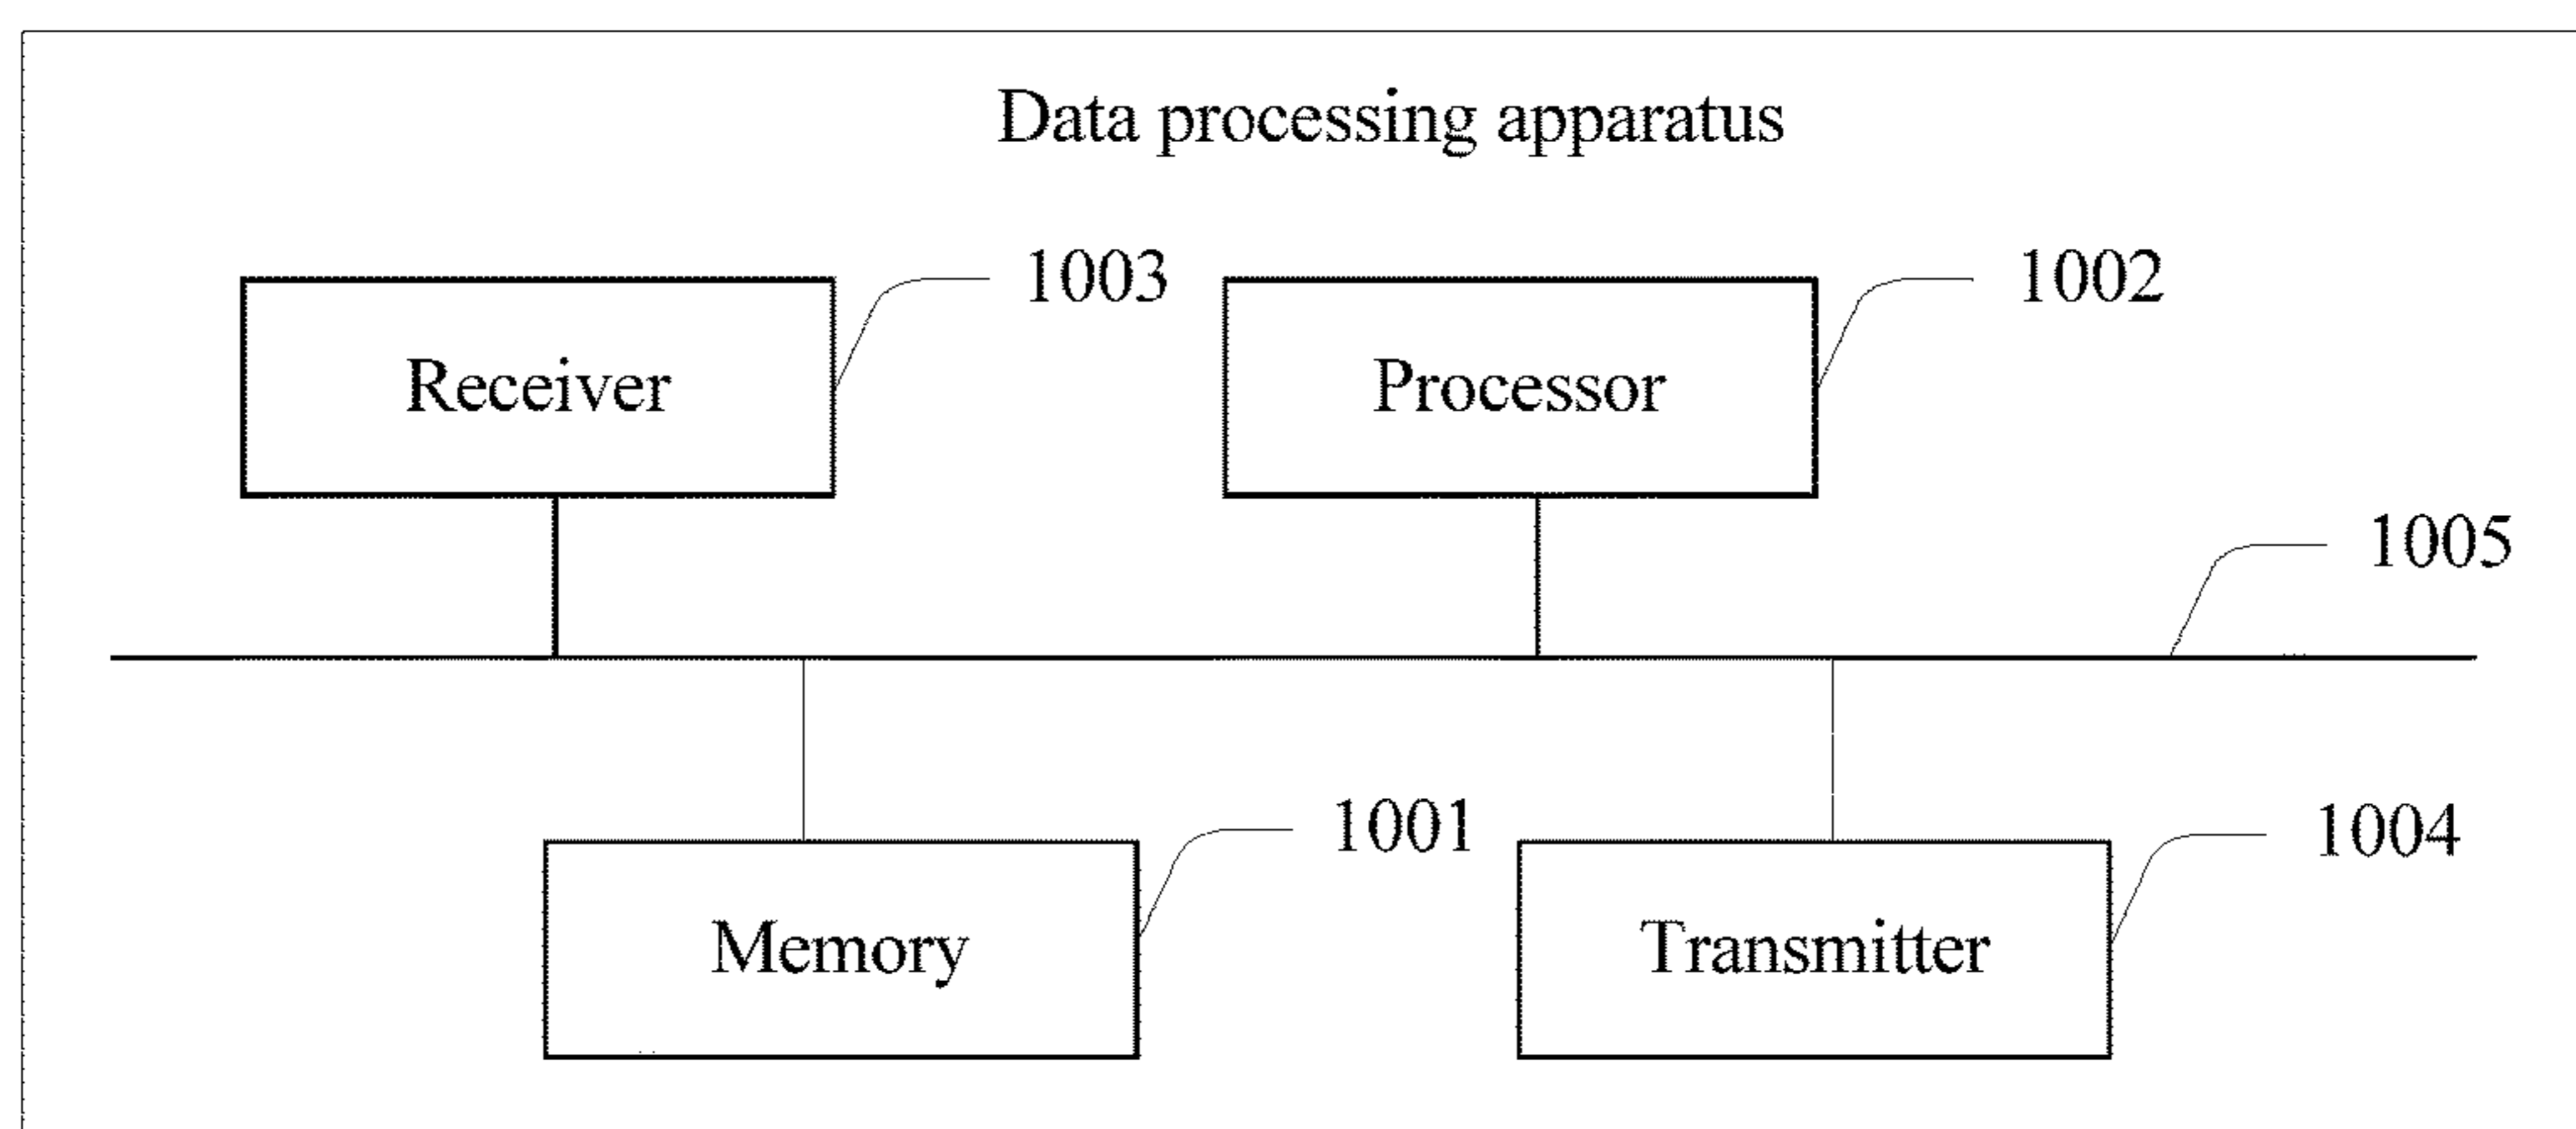 Data processing apparatus
1003
1002
Receiver
Processor
1005
1001
1004
Memory
Transmitter